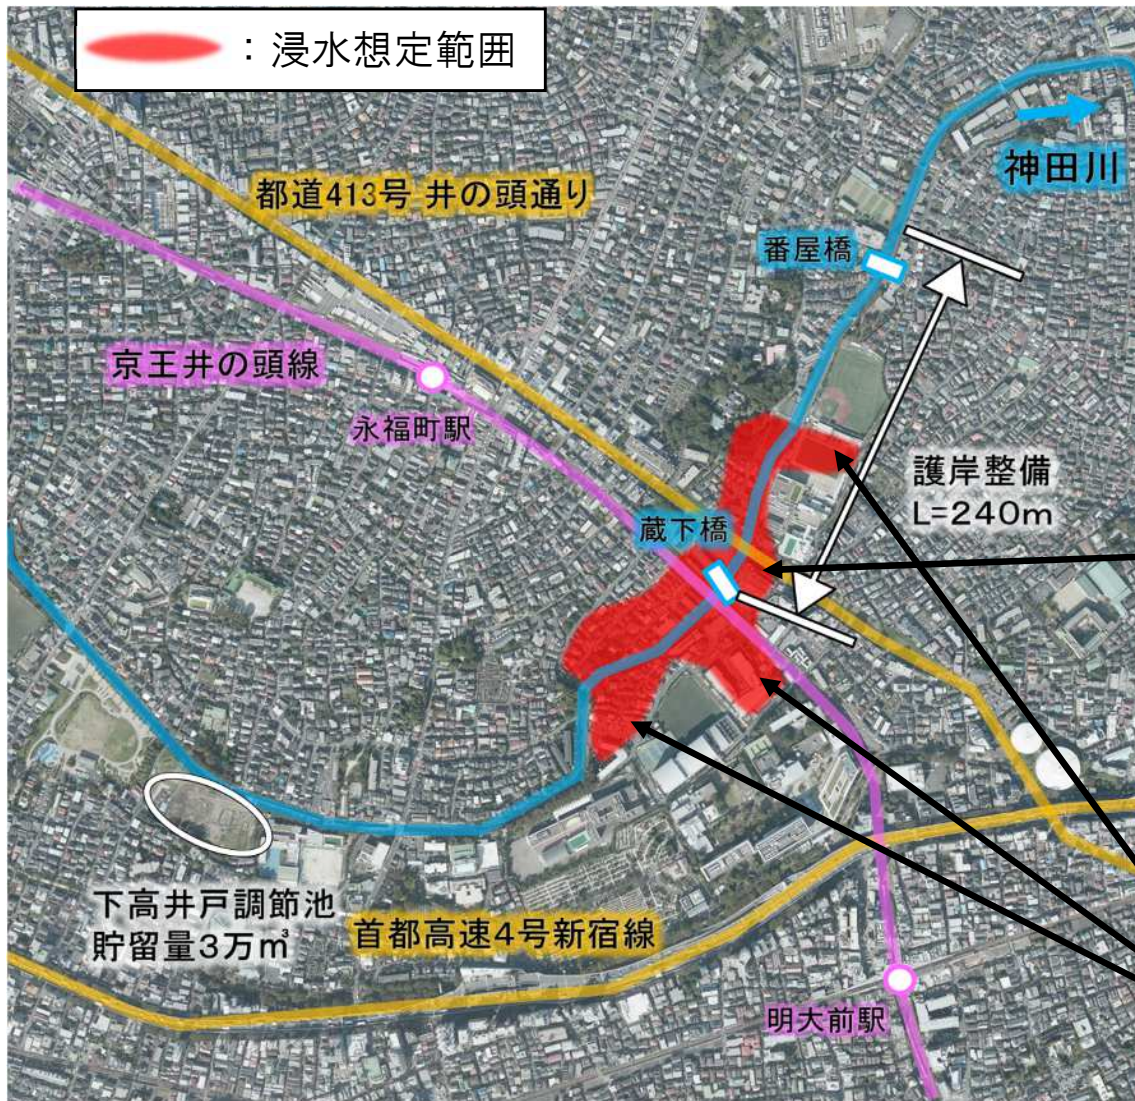 ：浸水想定範囲
神田川
都道413号 井の頭通り
番屋橋
京王井の頭線
永福町駅
護岸整備
L=240m
蔵下橋
下高井戸調節池
貯留量3万m³
首都高速4号新宿線
明大前駅